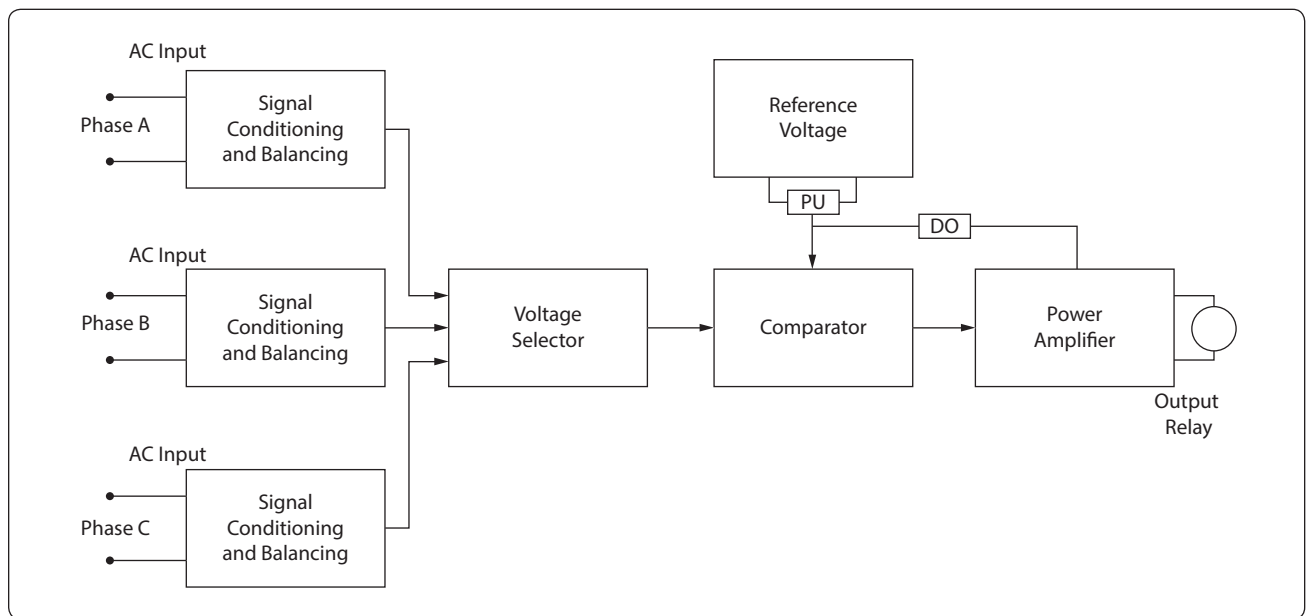 AC Input
Phase A
Signal
Conditioning
and Balancing
AC Input
Phase B
Signal
Conditioning
and Balancing
AC Input
Phase C
Signal
Conditioning
and Balancing
Voltage
Selector
Reference
Voltage
PU
DO
Comparator
Power
Amplifier
Output
Relay